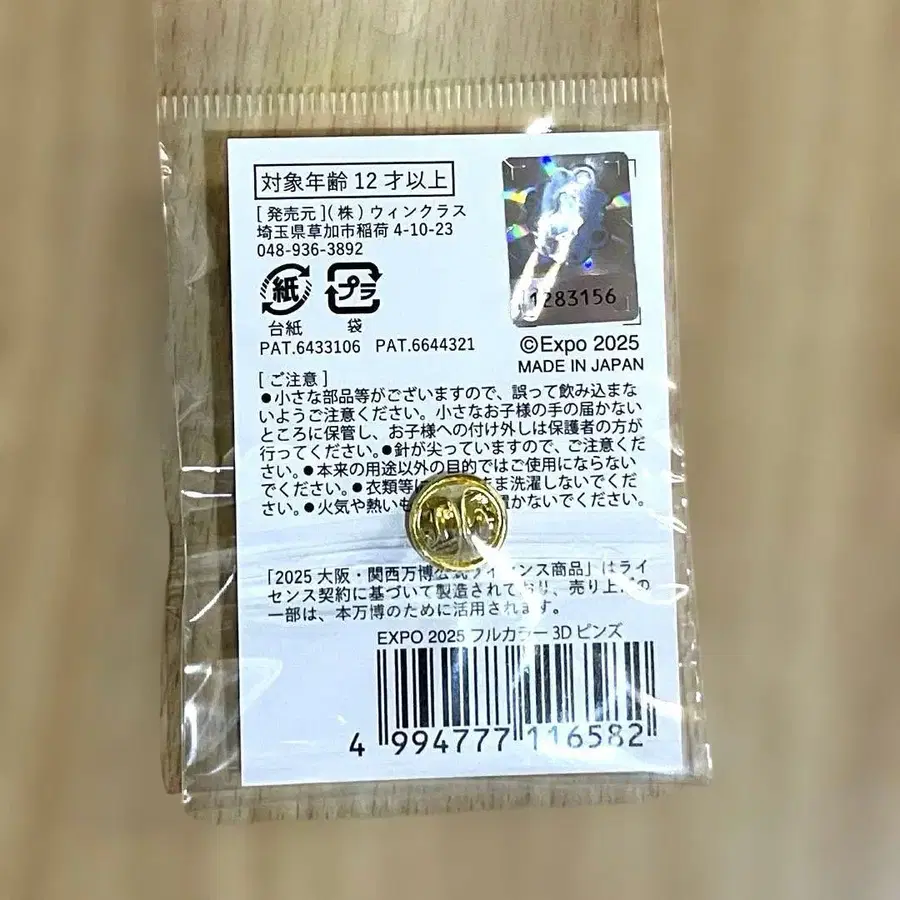 対象年齢 12 才以上
[ 発売元 ] ( 株 ) ウィンクラス
埼玉県草加市稲荷 4-10-23
048-936-3892
紙 プラ
台紙 袋
PAT.6433106 PAT.6644321
1283156
©Expo 2025
MADE IN JAPAN
[ ご注意 ]
●小さな部品等がございますので、誤って飲み込まな
いようご注意ください。小さなお子様の手の届かない
ところに保管し、お子様への付け外しは保護者の方が
行ってください。●針が尖っていますので、ご注意くだ
さい。●本来の用途以外の目的ではご使用にならない
でください。●衣類等に まま洗濯しないでくだ
さい。●火気や熱いも 置かないでください。
「2025 大阪・関西万博公式ライセンス商品」はライ
センス契約に基づいて製造されており、売り上げの
一部は、本万博のために活用されます。
EXPO 2025 フルカラー 3D ピンズ
4 994777 116582